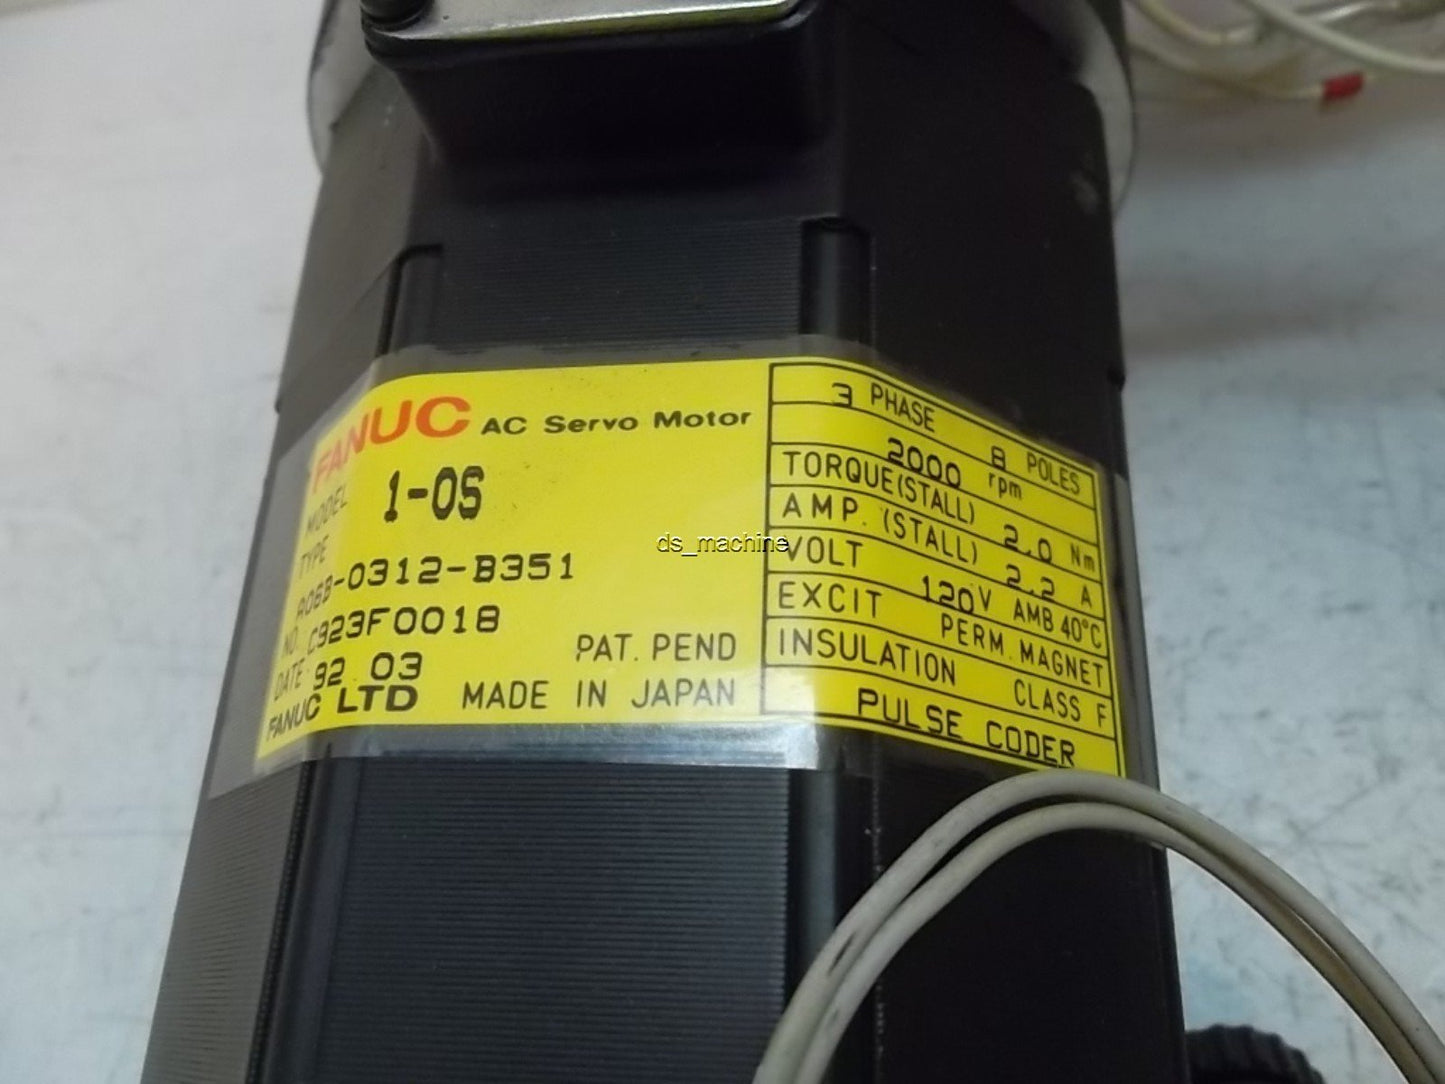 FANUC AC Servo Motor
MODEL 1-0S
TYPE
A06B-0312-B351
NO. C923F0018
DATE 92 03
PAT. PEND
FANUC LTD MADE IN JAPAN
3 PHASE 8 POLES
2000 rpm
TORQUE(STALL) 2.0 Nm
AMP. (STALL) 2.2 A
VOLT 120V AMB 40°C
EXCIT PERM. MAGNET
INSULATION CLASS F
PULSE CODER
ds_machine